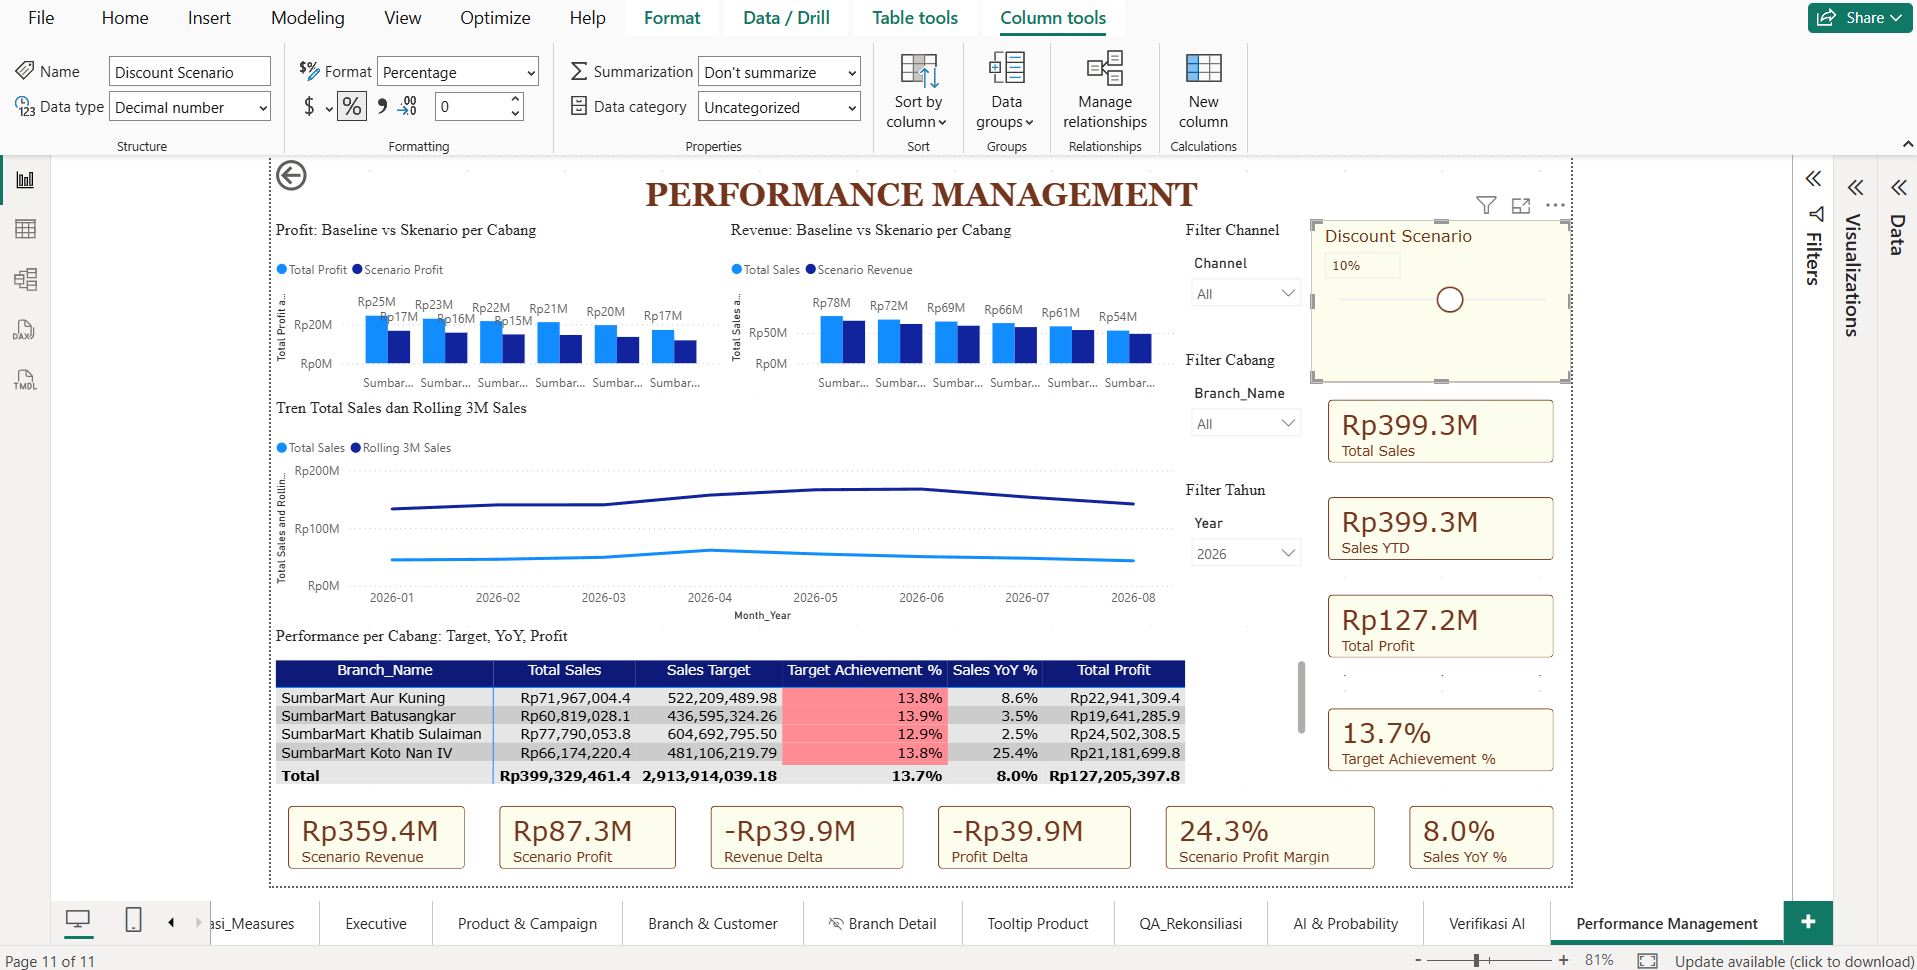 File Home Insert Modeling View Optimize Help Format Data / Drill Table tools Column tools Share
Name Discount Scenario
Data type Decimal number
Structure
Format Percentage
$ % 0
Formatting
Summarization Don't summarize
Data category Uncategorized
Properties
Sort by
column
Sort
Data
groups
Groups
Manage
relationships
Relationships
New
column
Calculations
DAX
TMDL
PERFORMANCE MANAGEMENT
Profit: Baseline vs Skenario per Cabang
Total Profit Scenario Profit
Total Profit a...
Rp20M
Rp0M
Rp25M Rp23M Rp22M Rp21M Rp20M Rp17M
Rp17M Rp16M Rp15M
Sumbar... Sumbar... Sumbar... Sumbar... Sumbar... Sumbar...
Revenue: Baseline vs Skenario per Cabang
Total Sales Scenario Revenue
Total Sales a...
Rp50M
Rp0M
Rp78M Rp72M Rp69M Rp66M Rp61M Rp54M
Sumbar... Sumbar... Sumbar... Sumbar... Sumbar... Sumbar...
Filter Channel
Channel
All
Filter Cabang
Branch_Name
All
Filter Tahun
Year
2026
Discount Scenario
10%
Tren Total Sales dan Rolling 3M Sales
Total Sales Rolling 3M Sales
Total Sales and Rollin...
Rp200M
Rp100M
Rp0M
2026-01 2026-02 2026-03 2026-04 2026-05 2026-06 2026-07 2026-08
Month_Year
Rp399.3M
Total Sales
Rp399.3M
Sales YTD
Rp127.2M
Total Profit
13.7%
Target Achievement %
Performance per Cabang: Target, YoY, Profit
Branch_Name Total Sales Sales Target Target Achievement % Sales YoY % Total Profit
SumbarMart Aur Kuning Rp71,967,004.4 522,209,489.98 13.8% 8.6% Rp22,941,309.4
SumbarMart Batusangkar Rp60,819,028.1 436,595,324.26 13.9% 3.5% Rp19,641,285.9
SumbarMart Khatib Sulaiman Rp77,790,053.8 604,692,795.50 12.9% 2.5% Rp24,502,308.5
SumbarMart Koto Nan IV Rp66,174,220.4 481,106,219.79 13.8% 25.4% Rp21,181,699.8
Total Rp399,329,461.4 2,913,914,039.18 13.7% 8.0% Rp127,205,397.8
Rp359.4M
Scenario Revenue
Rp87.3M
Scenario Profit
-Rp39.9M
Revenue Delta
-Rp39.9M
Profit Delta
24.3%
Scenario Profit Margin
8.0%
Sales YoY %
Filters
Visualizations
Data
asi_Measures Executive Product & Campaign Branch & Customer Branch Detail Tooltip Product QA_Rekonsiliasi AI & Probability Verifikasi AI Performance Management +
Page 11 of 11
- + 81% Update available (click to download)